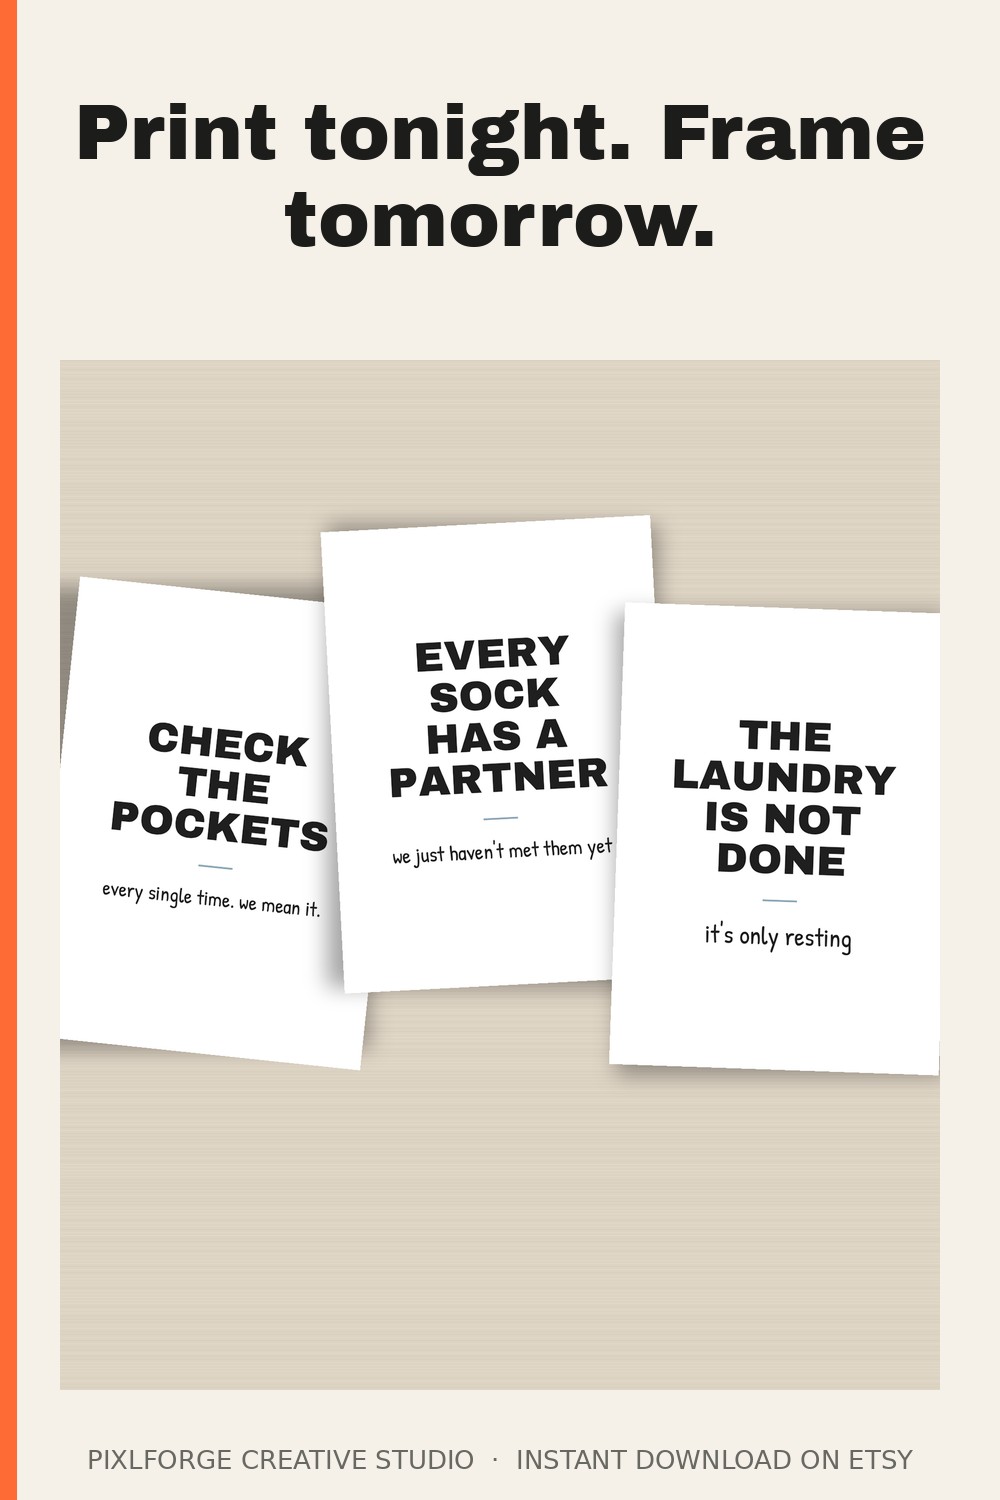 Print tonight. Frame
tomorrow.
CHECK
THE
POCKETS
every single time. we mean it.
EVERY
SOCK
HAS A
PARTNER
we just haven't met them yet
THE
LAUNDRY
IS NOT
DONE
it's only resting
PIXLFORGE CREATIVE STUDIO · INSTANT DOWNLOAD ON ETSY